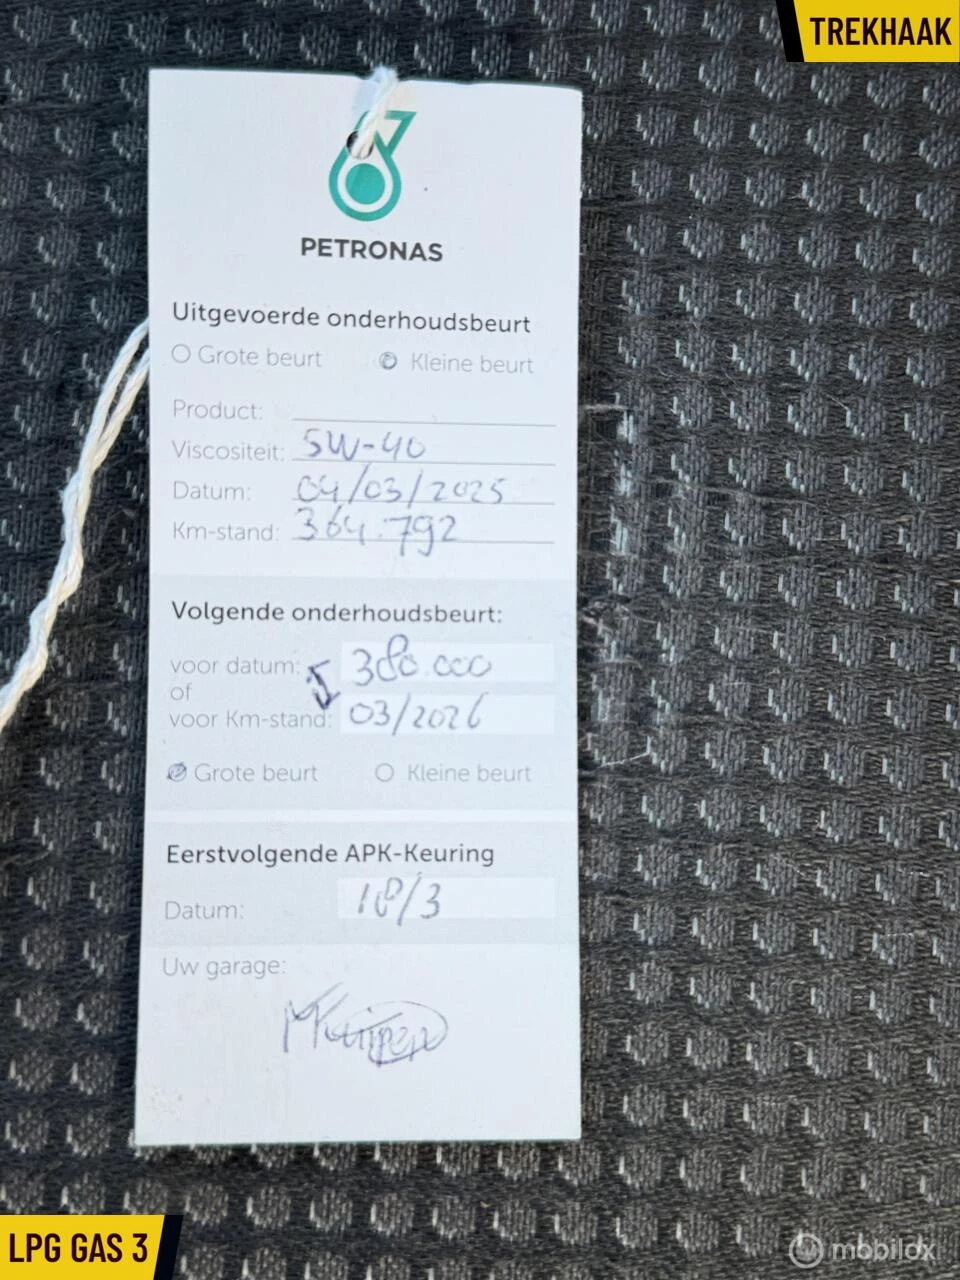 TREKHAAK
PETRONAS
Uitgevoerde onderhoudsbeurt
Grote beurt Kleine beurt
Product:
Viscositeit: 5W-40
Datum: 04/03/2025
Km-stand: 364.792
Volgende onderhoudsbeurt:
voor datum: 380.000
of
voor Km-stand: 03/2026
Grote beurt Kleine beurt
Eerstvolgende APK-Keuring
Datum: 18/3
Uw garage:
LPG GAS 3
mobilox